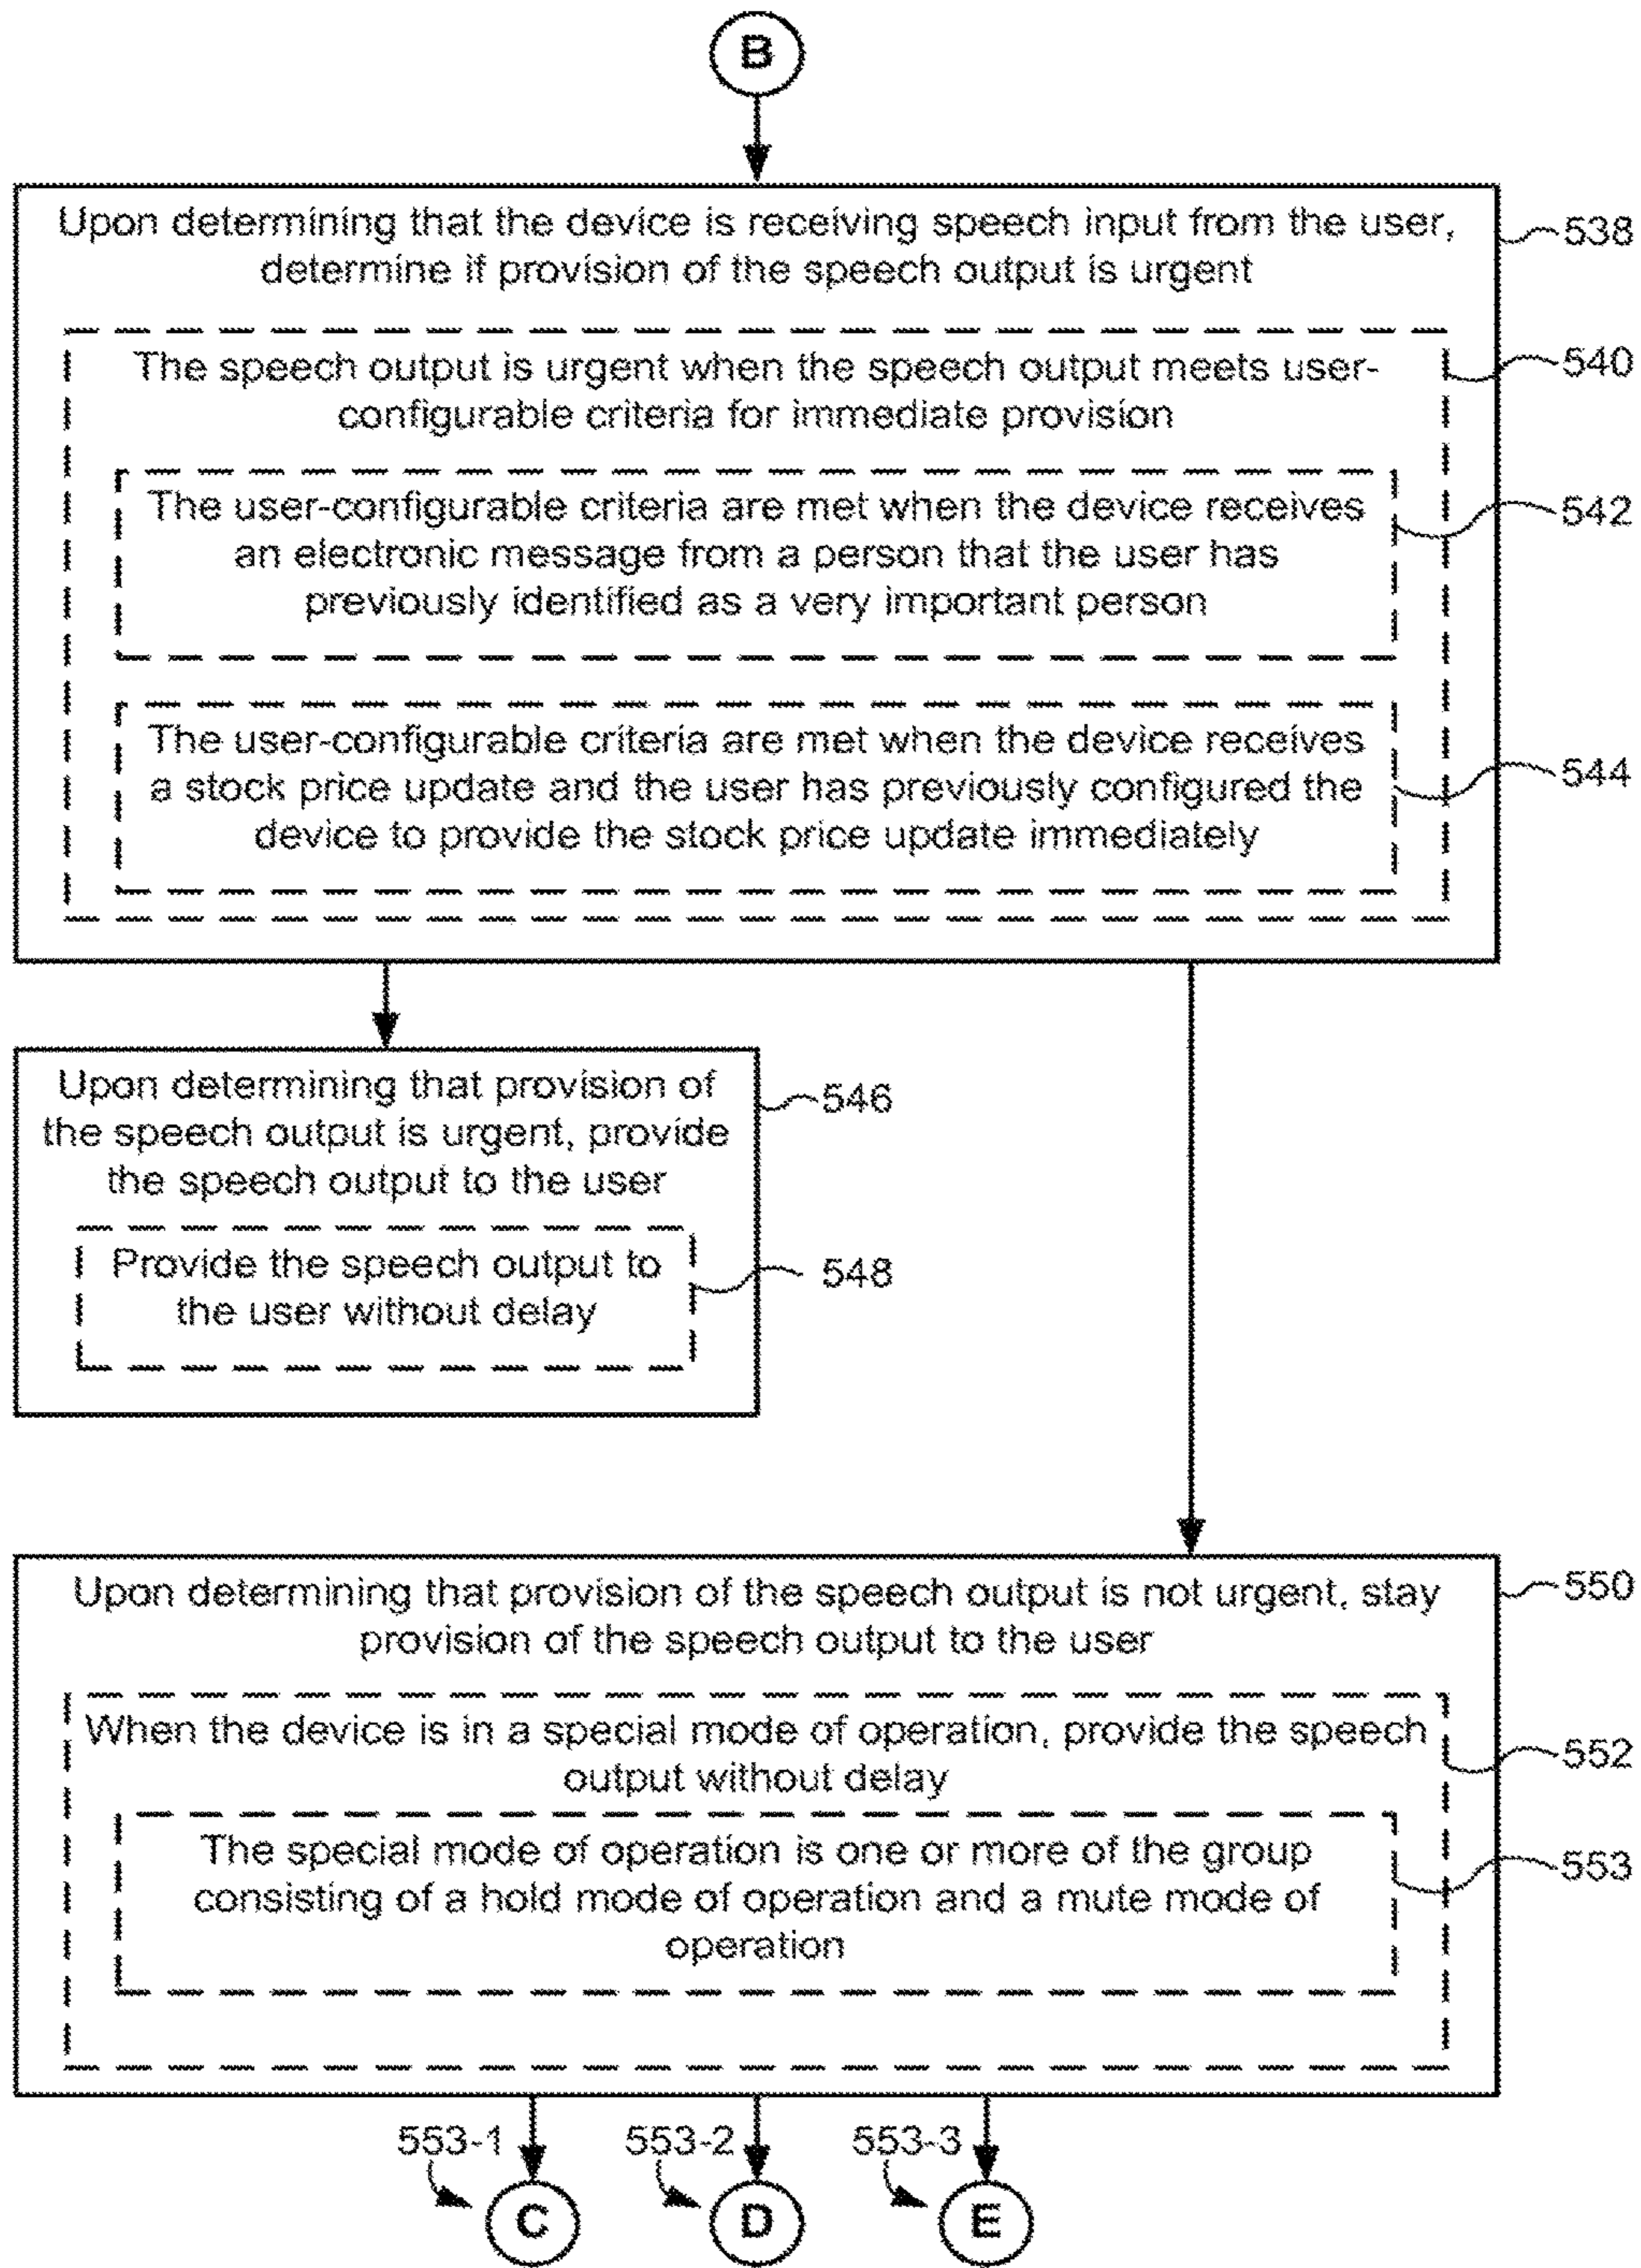 B
Upon determining that the device is receiving speech input from the user,
determine if provision of the speech output is urgent
538
The speech output is urgent when the speech output meets user-
configurable criteria for immediate provision
540
The user-configurable criteria are met when the device receives
an electronic message from a person that the user has
previously identified as a very important person
542
The user-configurable criteria are met when the device receives
a stock price update and the user has previously configured the
device to provide the stock price update immediately
544
Upon determining that provision of
the speech output is urgent, provide
the speech output to the user
546
Provide the speech output to
the user without delay
548
Upon determining that provision of the speech output is not urgent, stay
provision of the speech output to the user
550
When the device is in a special mode of operation, provide the speech
output without delay
552
The special mode of operation is one or more of the group
consisting of a hold mode of operation and a mute mode of
operation
553
553-1
553-2
553-3
C
D
E